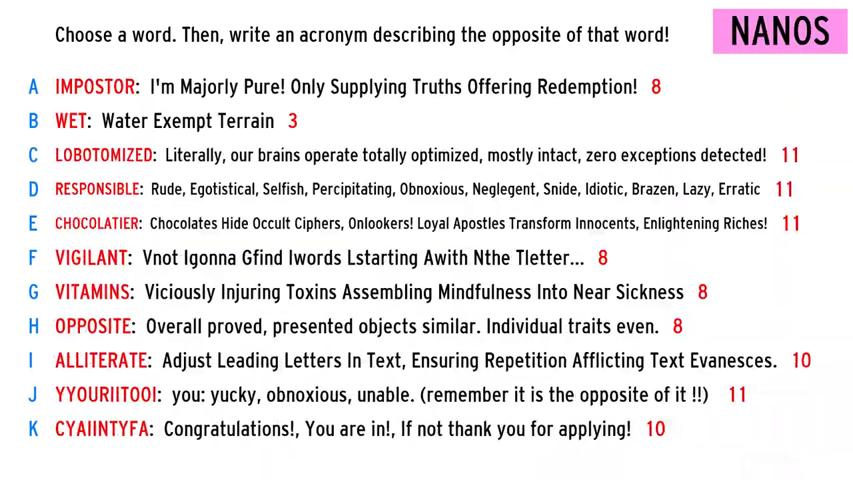 Choose a word. Then, write an acronym describing the opposite of that word!
NANOS
A IMPOSTOR: I'm Majorly Pure! Only Supplying Truths Offering Redemption! 8
B WET: Water Exempt Terrain 3
C LOBOTOMIZED: Literally, our brains operate totally optimized, mostly intact, zero exceptions detected! 11
D RESPONSIBLE: Rude, Egotistical, Selfish, Percipitating, Obnoxious, Neglegent, Snide, Idiotic, Brazen, Lazy, Erratic 11
E CHOCOLATIER: Chocolates Hide Occult Ciphers, Onlookers! Loyal Apostles Transform Innocents, Enlightening Riches! 11
F VIGILANT: Vnot Igonna Gfind Iwords Lstarting Awith Nthe Tletter... 8
G VITAMINS: Viciously Injuring Toxins Assembling Mindfulness Into Near Sickness 8
H OPPOSITE: Overall proved, presented objects similar. Individual traits even. 8
I ALLITERATE: Adjust Leading Letters In Text, Ensuring Repetition Afflicting Text Evanesces. 10
J YYOURIITOOI: you: yucky, obnoxious, unable. (remember it is the opposite of it !!) 11
K CYAIINTYFA: Congratulations!, You are in!, If not thank you for applying! 10